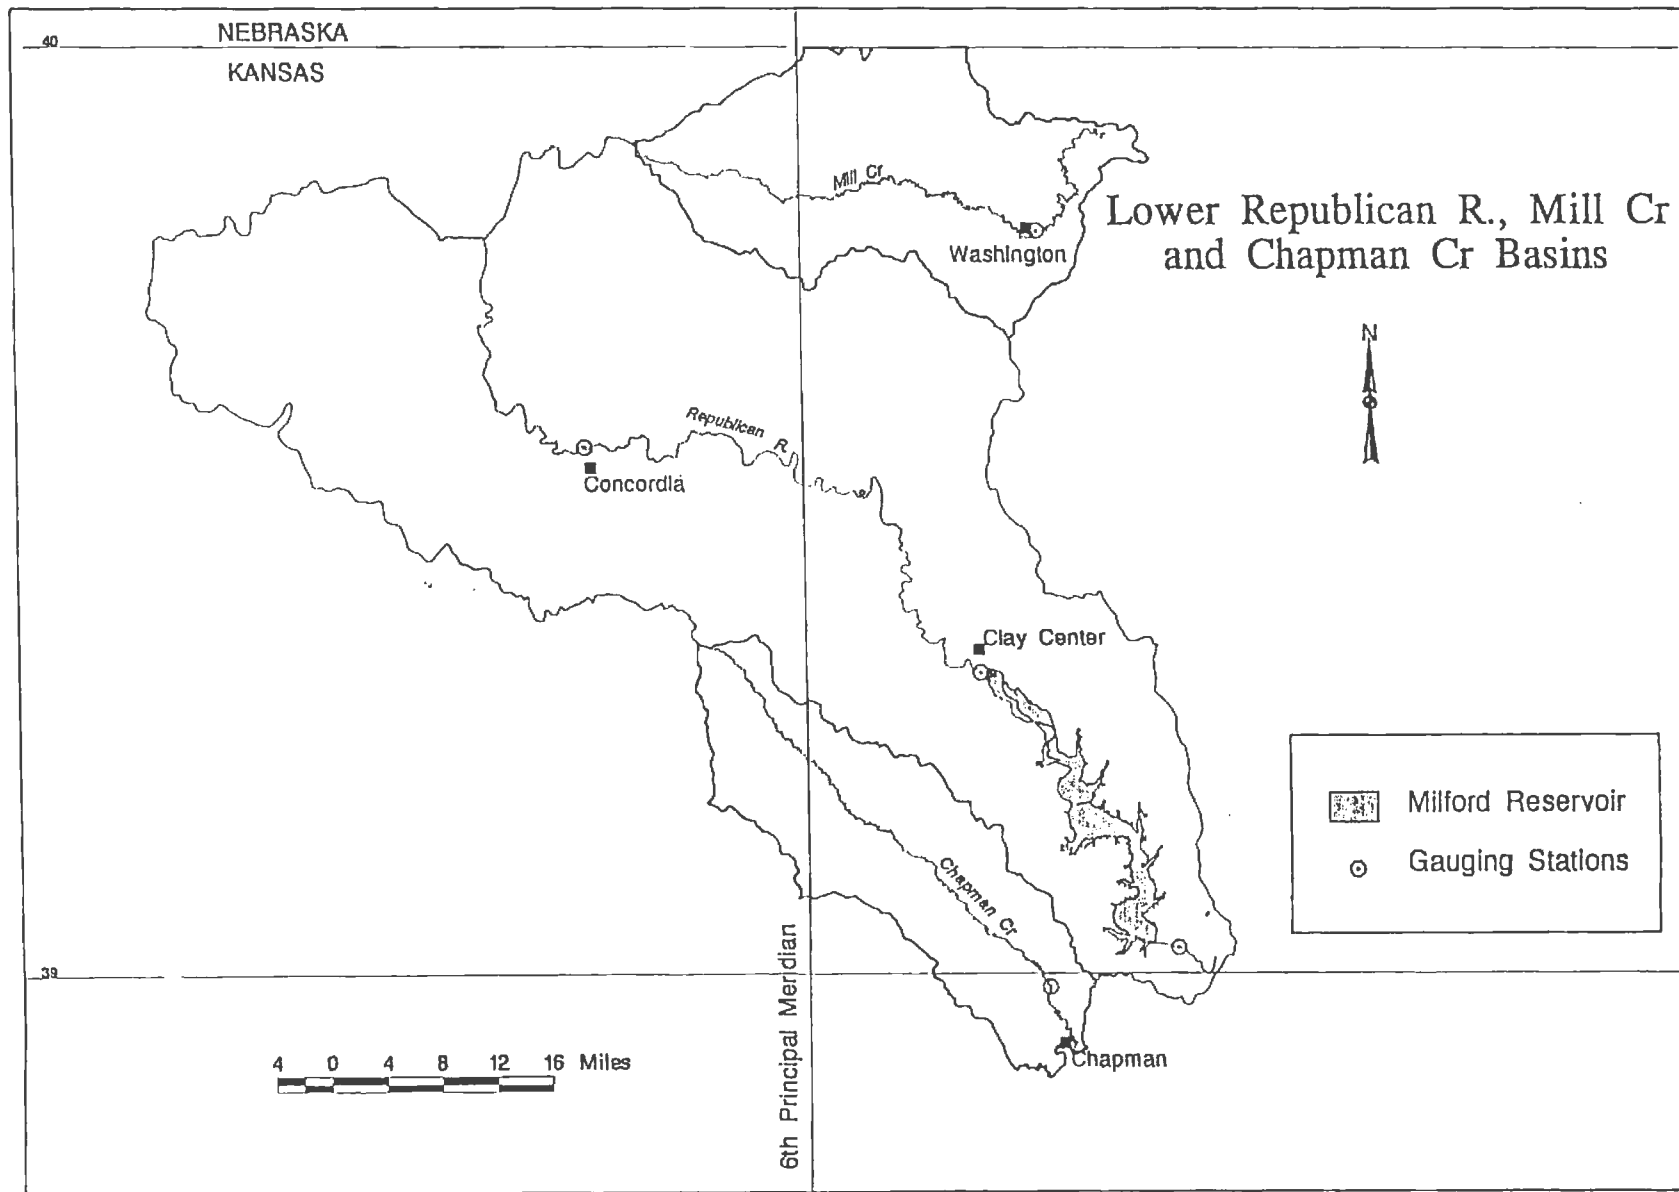 NEBRASKA
40
KANSAS
Mill Cr
Lower Republican R., Mill Cr
and Chapman Cr Basins
Washington
N
Republican R.
Concordia
Clay Center
Milford Reservoir
Gauging Stations
Chapman Cr
6th Principal Meridian
39
Chapman
4 0 4 8 12 16 Miles